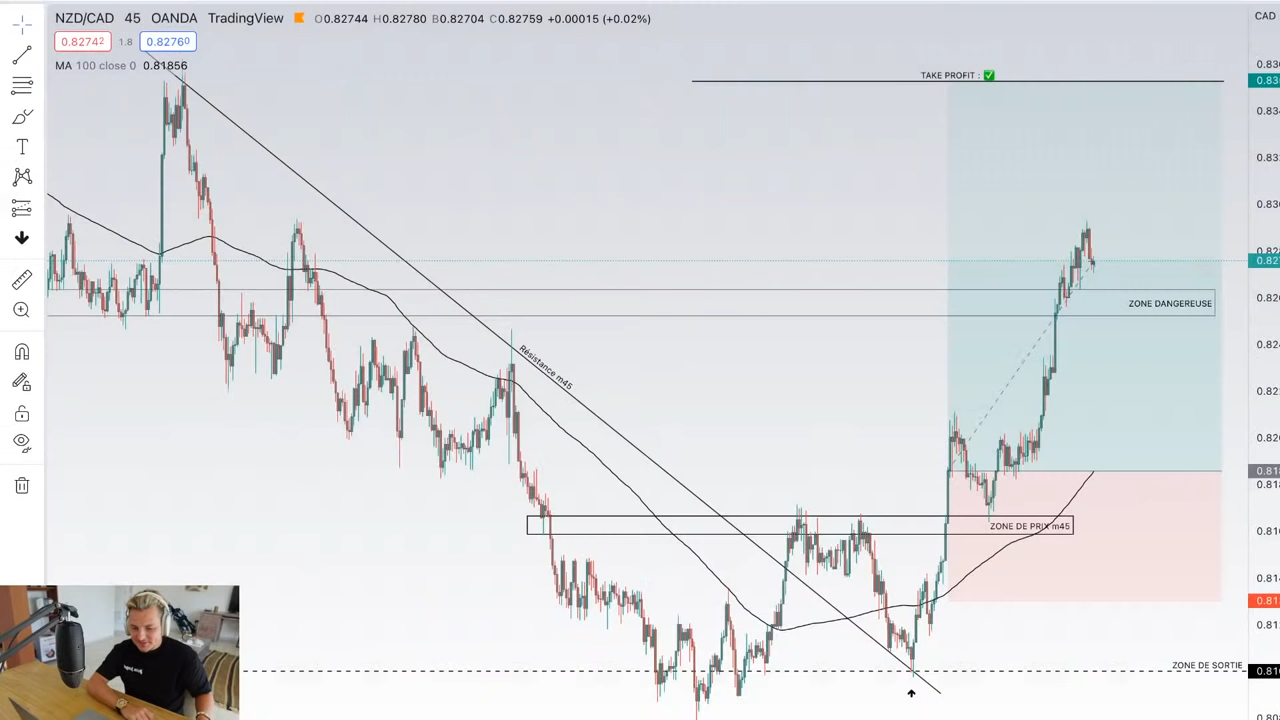 NZD/CAD 45 OANDA TradingView O0.82744 H0.82780 B0.82704 C0.82759 +0.00015 (+0.02%)
0.82742 1.8 0.82760
MA 100 close 0 0.81856
CAD
TAKE PROFIT : ✅
ZONE DANGEREUSE
Résistance m45
ZONE DE PRIX m45
ZONE DE SORTIE